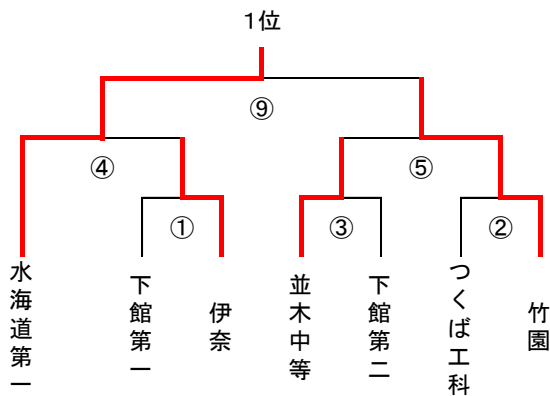 1位
⑨
④
⑤
①
③
②
水海道第一
下館第一
伊奈
並木中等
下館第二
つくば工科
竹園